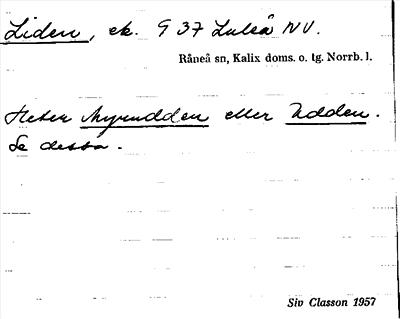 Liden, ek. 9 37 Luleå NV.
Råneå sn, Kalix doms. o. tg. Norrb. l.
Heter Myrudden eller Udden.
Se dessa.
Siv Classon 1957